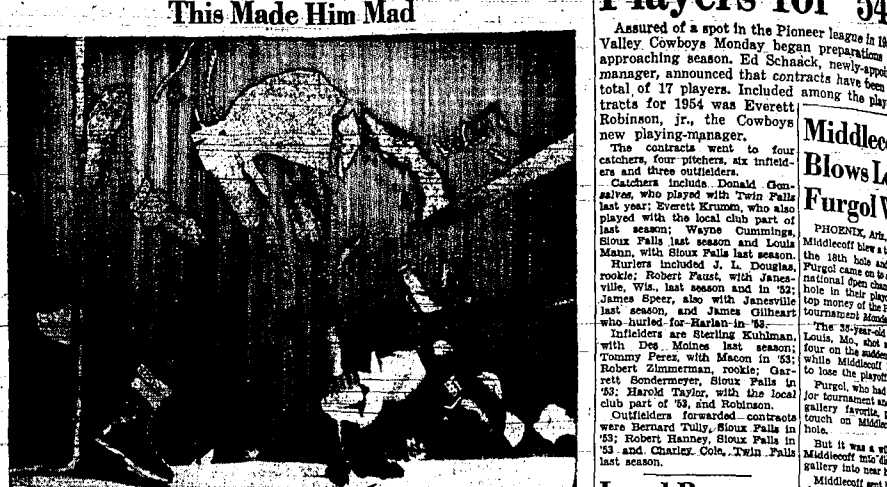 This Made Him Mad
Players for '54
Assured of a spot in the Pioneer league in
Valley Cowboys Monday began preparations
approaching season. Ed Schaack,
manager, announced that contracts have been
total of 17 players. Included among the
tracts for 1954 was Everett
Robinson, jr., the Cowboys
new playing-manager.
The contracts went to four
catchers, four pitchers, six infield-
ers and three outfielders.
Catchers include Donald Gon-
salves, who played with Twin Falls
last year; Everett Krumm, who also
played with the local club part of
last season; Wayne Cummings,
Sioux Falls last season and Louis
Mann, with Sioux Falls last season.
Hurlers included J. L. Douglas,
rookie; Robert Faust, with Janes-
ville, Wis., last season and in '52;
James Speer, also with Janesville
last season, and James Gilheart
who hurled for Harlan in '53.
Infielders are Sterling Kuhlman,
with Des Moines last season;
Tommy Perez, with Macon in '53;
Robert Zimmerman, rookie; Gar-
rett Sondermeyer, Sioux Falls in
'53; Harold Taylor, with the local
club part of '53, and Robinson.
Outfielders forwarded contracts
were Bernard Tully, Sioux Falls in
'53; Robert Hanney, Sioux Falls in
'53 and Charley Cole, Twin Falls
last season.
Blows
Furgol
PHOENIX, Ariz.,
Middlecoff blew a
the 18th hole and
Furgol came on to
national Open
hole in their
top money of the
tournament
The
Louis, Mo., shot
four on the sudden
while Middlecoff
to lose the playoff
Furgol, who had
jor tournament
gallery favorite,
touch on
hole.
But it was a
Middlecoff into
gallery into near
Middlecoff sent